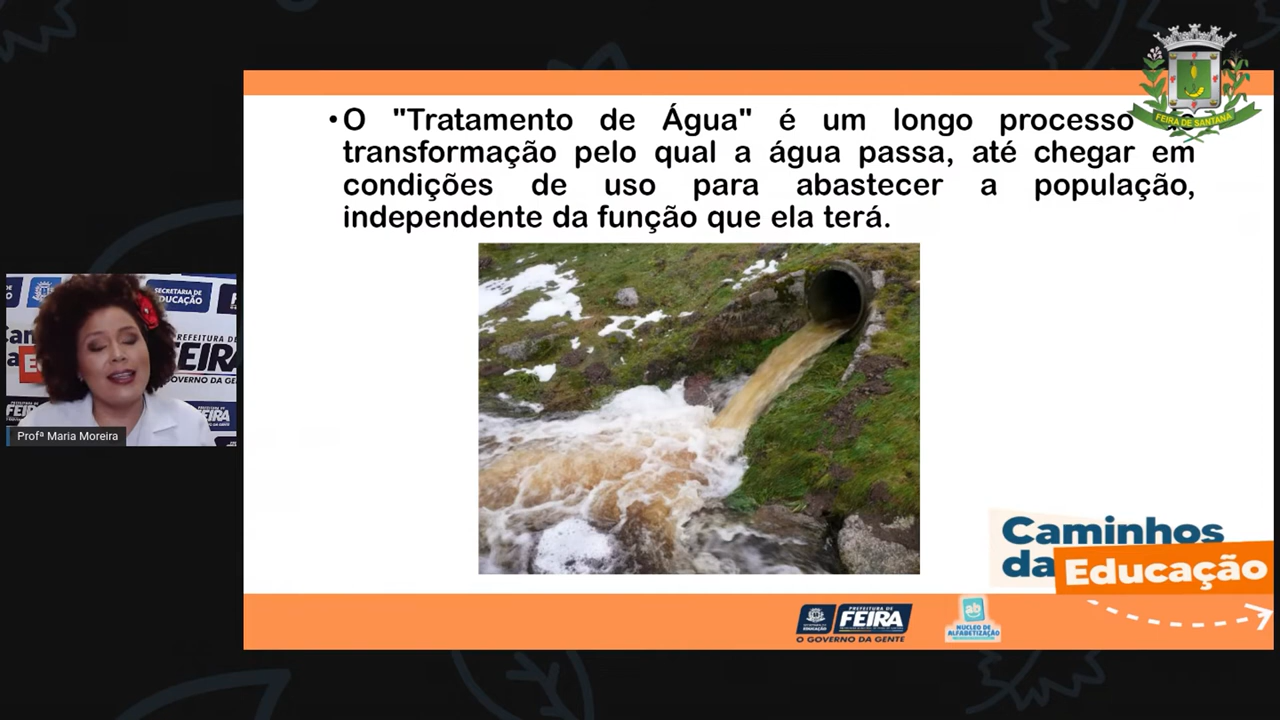 FEIRA DE SANTANA
• O "Tratamento de Água" é um longo processo
transformação pelo qual a água passa, até chegar em
condições de uso para abastecer a população,
independente da função que ela terá.
SECRETARIA DE
EDUCAÇÃO
PREFEITURA DE
FEIRA
GOVERNO DA GENTE
FEIRA
Profª Maria Moreira
Caminhos
da Educação
EDUCAÇÃO
PREFEITURA DE
FEIRA
O GOVERNO DA GENTE
ab
NÚCLEO DE
ALFABETIZAÇÃO